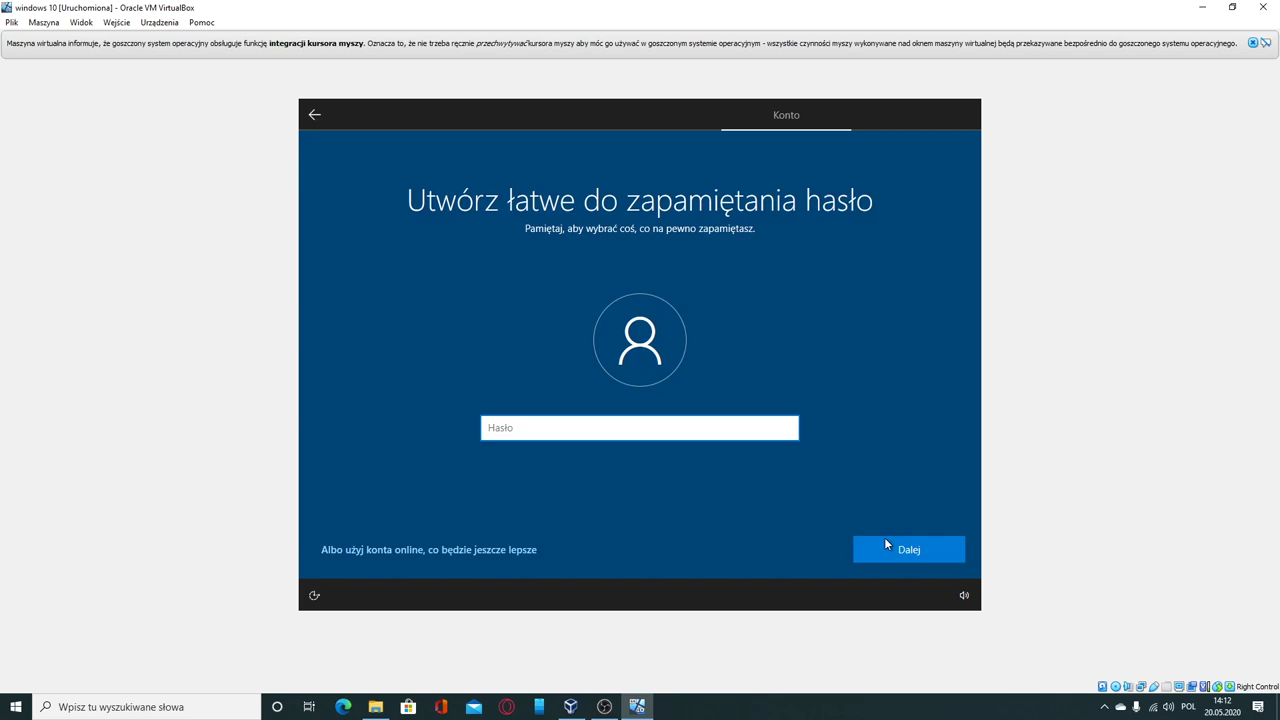 windows 10 [Uruchomiona] - Oracle VM VirtualBox
Plik Maszyna Widok Wejście Urządzenia Pomoc
Maszyna wirtualna informuje, że goszczony system operacyjny obsługuje funkcję integracji kursora myszy. Oznacza to, że nie trzeba ręcznie przechwytywać kursora myszy aby móc go używać w goszczonym systemie operacyjnym - wszystkie czynności myszy wykonywane nad oknem maszyny wirtualnej będą przekazywane bezpośrednio do goszczonego systemu operacyjnego.
Konto
Utwórz łatwe do zapamiętania hasło
Pamiętaj, aby wybrać coś, co na pewno zapamiętasz.
Hasło
Albo użyj konta online, co będzie jeszcze lepsze
Dalej
Right Control
Wpisz tu wyszukiwane słowa
POL
14:12
20.05.2020